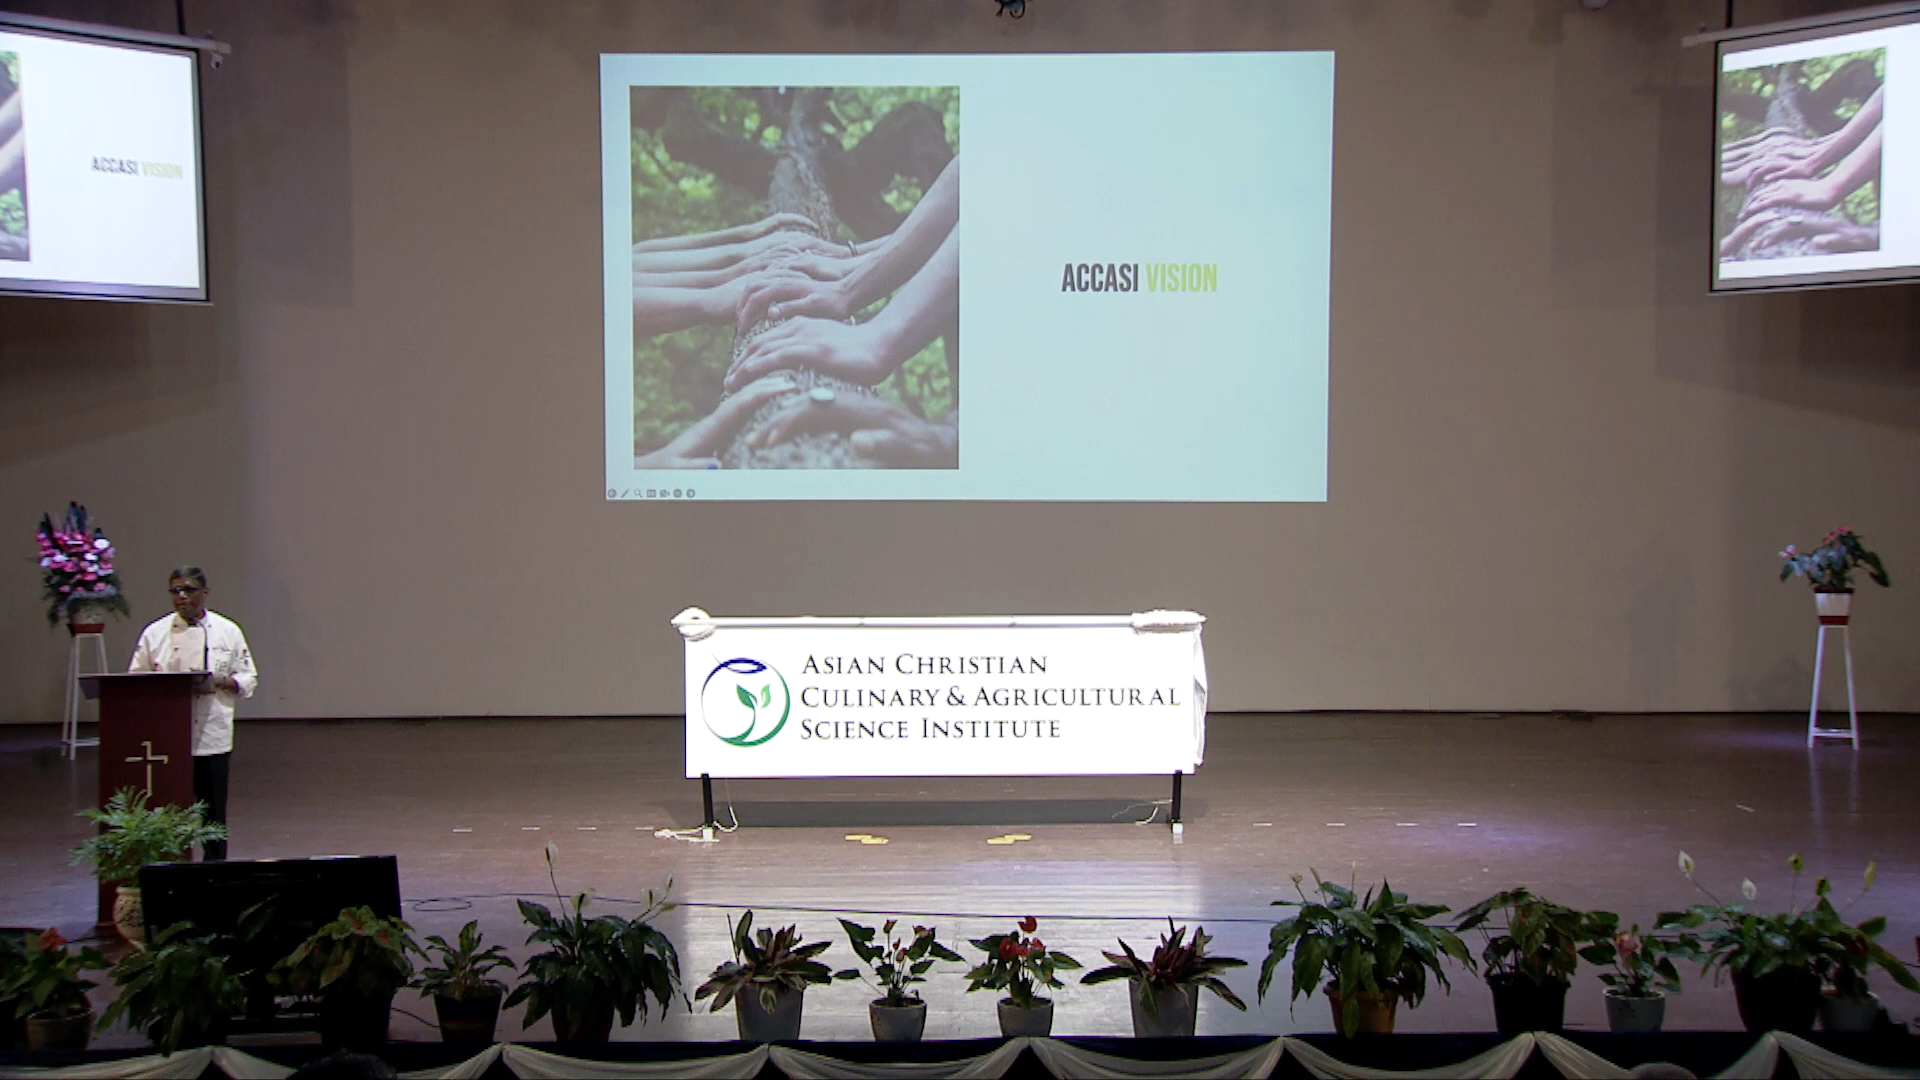 ACCASI VISION
ACCASI VISION
ASIAN CHRISTIAN
CULINARY & AGRICULTURAL
SCIENCE INSTITUTE